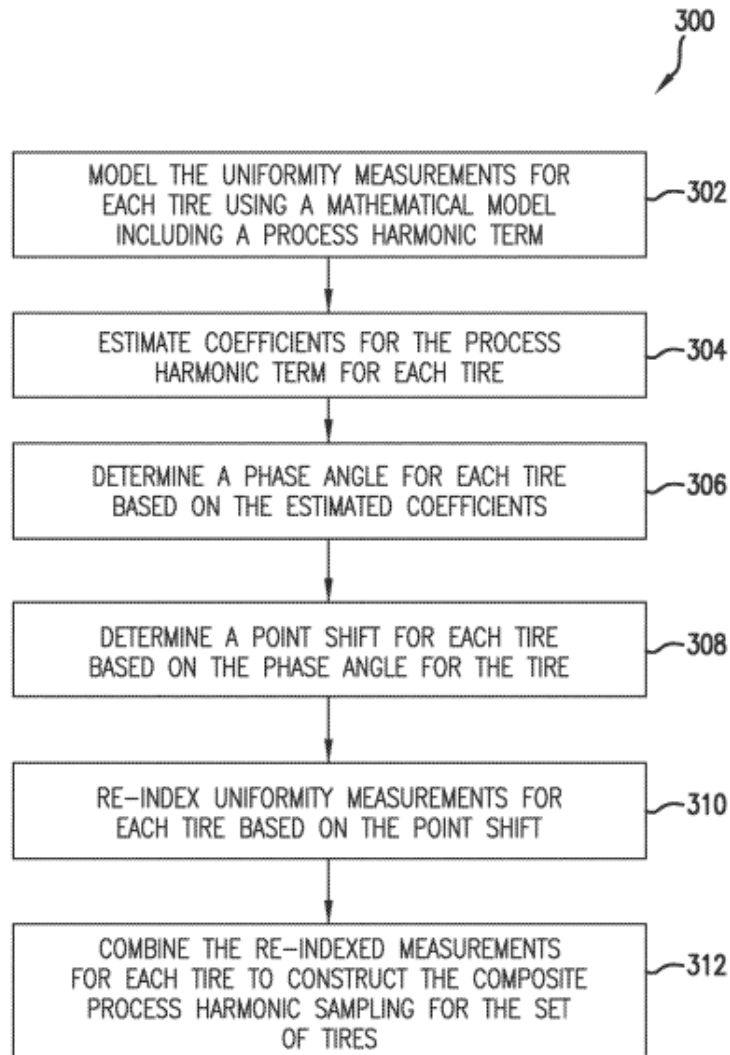 300
MODEL THE UNIFORMITY MEASUREMENTS FOR
EACH TIRE USING A MATHEMATICAL MODEL
INCLUDING A PROCESS HARMONIC TERM
302
ESTIMATE COEFFICIENTS FOR THE PROCESS
HARMONIC TERM FOR EACH TIRE
304
DETERMINE A PHASE ANGLE FOR EACH TIRE
BASED ON THE ESTIMATED COEFFICIENTS
306
DETERMINE A POINT SHIFT FOR EACH TIRE
BASED ON THE PHASE ANGLE FOR THE TIRE
308
RE-INDEX UNIFORMITY MEASUREMENTS FOR
EACH TIRE BASED ON THE POINT SHIFT
310
COMBINE THE RE-INDEXED MEASUREMENTS
FOR EACH TIRE TO CONSTRUCT THE COMPOSITE
PROCESS HARMONIC SAMPLING FOR THE SET
OF TIRES
312